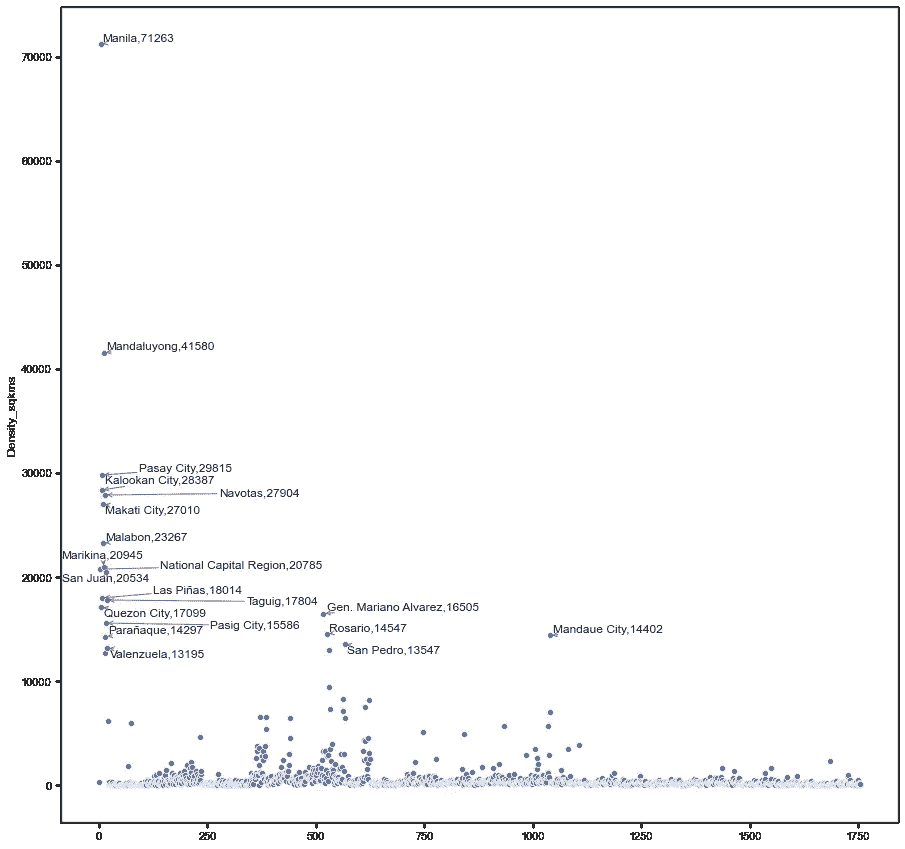 Manila,71263
70000
60000
50000
Mandaluyong,41580
40000
Density_sqkms
Pasay City,29815
30000
Kalookan City,28387
Navotas,27904
Makati City,27010
Malabon,23267
Marikina,20945
National Capital Region,20785
20000
San Juan,20534
Las Piñas,18014
Taguig,17804
Gen. Mariano Alvarez,16505
Quezon City,17099
Pasig City,15586
Parañaque,14297
Rosario,14547
Mandaue City,14402
San Pedro,13547
Valenzuela,13195
10000
0
0 250 500 750 1000 1250 1500 1750